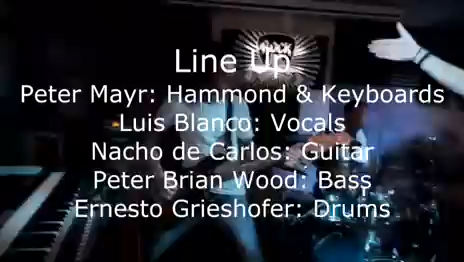 Line Up
Peter Mayr: Hammond & Keyboards
Luis Blanco: Vocals
Nacho de Carlos: Guitar
Peter Brian Wood: Bass
Ernesto Grieshofer: Drums